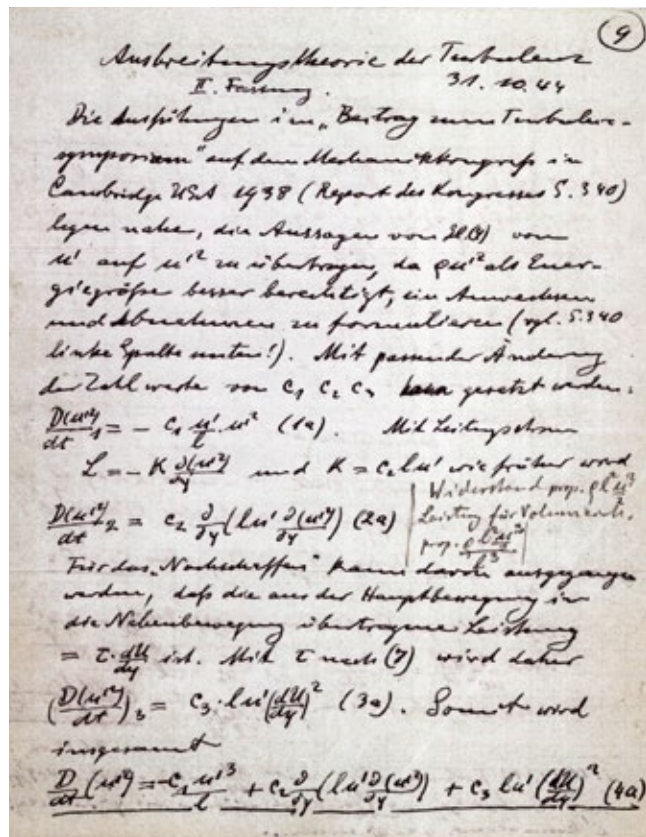 9
Ausbreitungstheorie der Turbulenz
II. Fassung. 31. 10. 44
Die Ausführungen im „Beitrag zum Turbulenz-
symposium“ auf dem Mechanikkongreß in
Cambridge USA 1938 (Report des Kongresses S. 340)
legen nahe, die Aussagen von Gl. vom
u' auf u'² zu übertragen, da ρu'² als Ener-
giegröße besser berechtigt, ein Anwachsen
und Abnehmen zu formulieren (vgl. S. 340
linke Spalte unten!). Mit passender Änderung
der Zahlwerte von c₁ c₂ c₃ kann gesetzt werden:
D(u'²)/dt ₁ = - c₁ u'/l · u'² (1a). Mit Leitungsstrom
L = - K ∂(u'²)/∂y und K = c₂ l u' wie früher wird
D(u'²)/dt ₂ = c₂ ∂/∂y (l u' ∂(u'²)/∂y) (2a)
Widerstand prop. ρ l² u'²
Leistung für Volumeneinh.
prop. ρ l² u'³/l³
Für das „Nachschaffen“ kann davon ausgegangen
werden, daß die aus der Hauptbewegung in
die Nebenbewegung übertragene Leistung
= τ · dU/dy ist. Mit τ nach (7) wird daher
(D(u'²)/dt)₃ = c₃ · l u' (dU/dy)² (3a). Somit wird
insgesamt
D/dt (u'²) = - c₁ u'³/l + c₂ ∂/∂y (l u' ∂(u'²)/∂y) + c₃ l u' (dU/dy)² (4a)